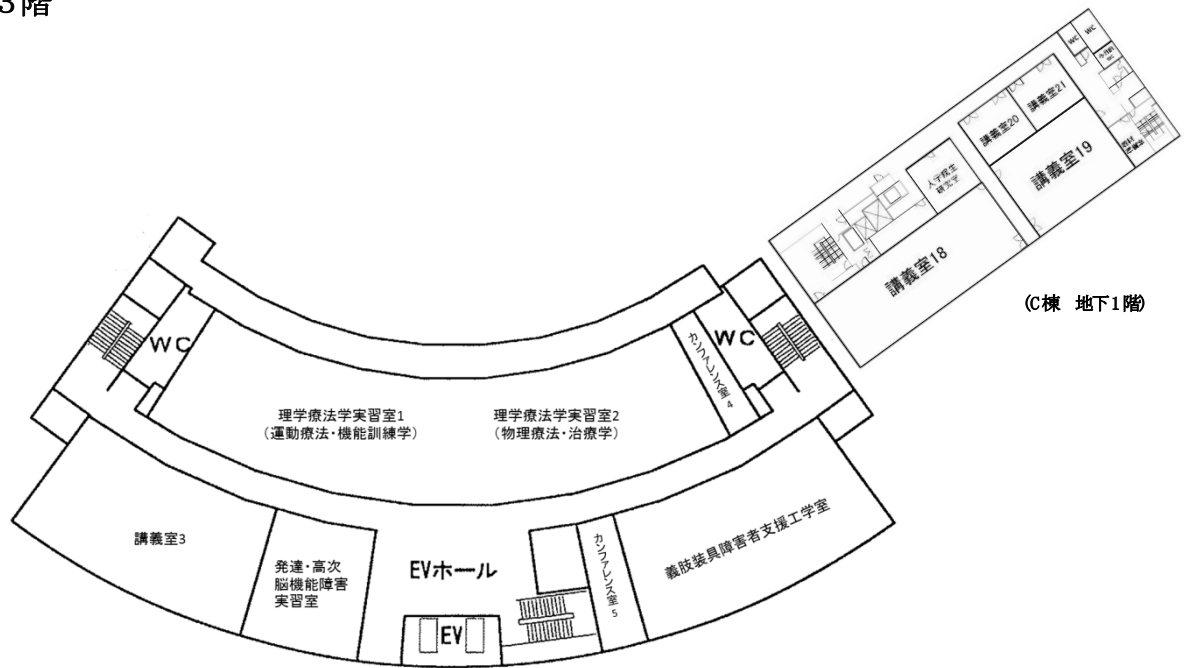 3階
WC
WC
講義室21
講義室20
講義室19
講義室18
(C棟 地下1階)
WC
WC
カンファレンス室4
理学療法学実習室1
(運動療法・機能訓練学)
理学療法学実習室2
(物理療法・治療学)
講義室3
発達・高次
脳機能障害
実習室
EVホール
EV
カンファレンス室5
義肢装具障害者支援工学室